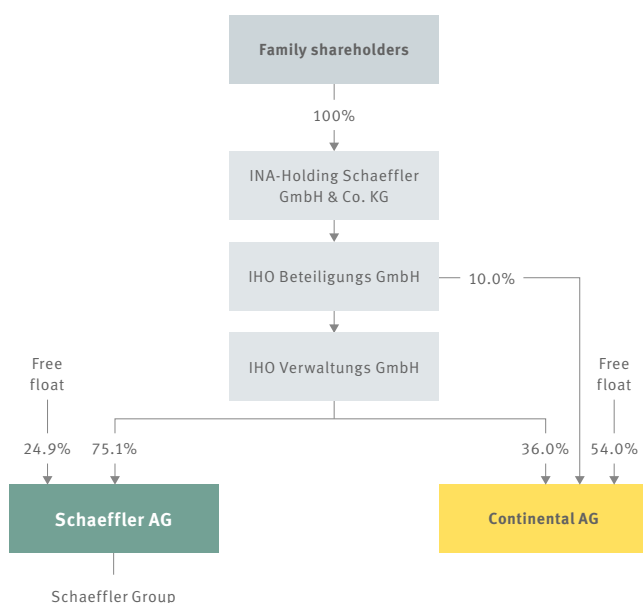 Family shareholders
100%
INA-Holding Schaeffler
GmbH & Co. KG
IHO Beteiligungs GmbH
10.0%
IHO Verwaltungs GmbH
Free
float
Free
float
24.9%
75.1%
36.0%
54.0%
Schaeffler AG
Continental AG
Schaeffler Group